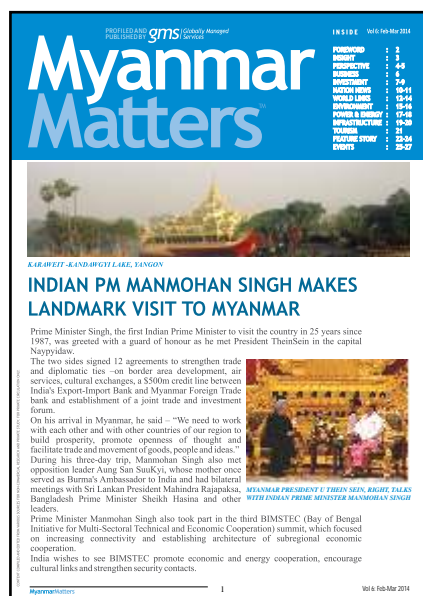 PROFILED AND
PUBLISHED BY
gms Globally Managed
Services
Myanmar
Matters
TM
INSIDE Vol 6: Feb-Mar 2014
FOREWORD : 2
INSIGHT : 3
PERSPECTIVE : 4-5
BUSINESS : 6
INVESTMENT : 7-9
NATION NEWS : 10-11
WORLD LINKS : 12-14
ENVIRONMENT : 15-16
POWER & ENERGY : 17-18
INFRASTRUCTURE : 19-20
TOURISM : 21
FEATURE STORY : 22-24
EVENTS : 25-27
KARAWEIT -KANDAWGYI LAKE, YANGON
INDIAN PM MANMOHAN SINGH MAKES
LANDMARK VISIT TO MYANMAR
Prime Minister Singh, the first Indian Prime Minister to visit the country in 25 years since
1987, was greeted with a guard of honour as he met President TheinSein in the capital
Naypyidaw.
The two sides signed 12 agreements to strengthen trade
and diplomatic ties –on border area development, air
services, cultural exchanges, a $500m credit line between
India's Export-Import Bank and Myanmar Foreign Trade
bank and establishment of a joint trade and investment
forum.
On his arrival in Myanmar, he said – “We need to work
with each other and with other countries of our region to
build prosperity, promote openness of thought and
facilitate trade and movement of goods, people and ideas.”
During his three-day trip, Manmohan Singh also met
opposition leader Aung San SuuKyi, whose mother once
served as Burma's Ambassador to India and had bilateral
meetings with Sri Lankan President Mahindra Rajapaksa,
Bangladesh Prime Minister Sheikh Hasina and other
leaders.
MYANMAR PRESIDENT U THEIN SEIN, RIGHT, TALKS
WITH INDIAN PRIME MINISTER MANMOHAN SINGH
Prime Minister Manmohan Singh also took part in the third BIMSTEC (Bay of Bengal
Initiative for Multi-Sectoral Technical and Economic Cooperation) summit, which focused
on increasing connectivity and establishing architecture of subregional economic
cooperation.
India wishes to see BIMSTEC promote economic and energy cooperation, encourage
cultural links and strengthen security contacts.
MyanmarMatters
1
Vol 6: Feb-Mar 2014